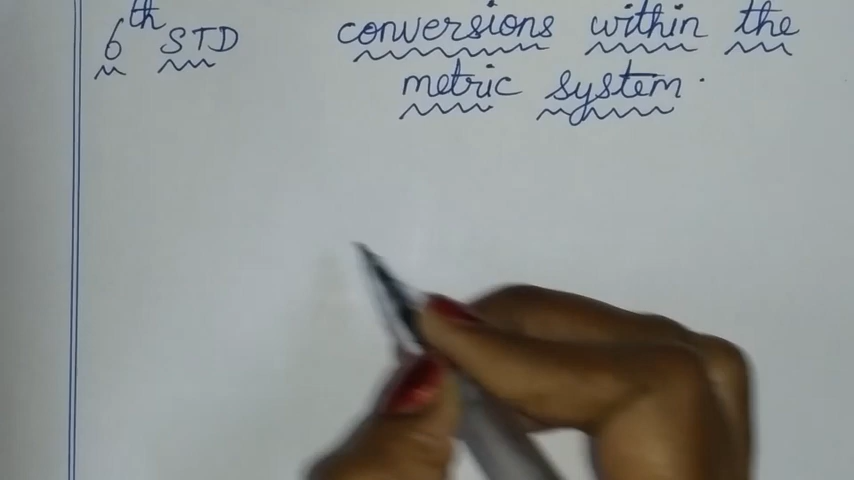 6th STD
conversions within the
metric system.